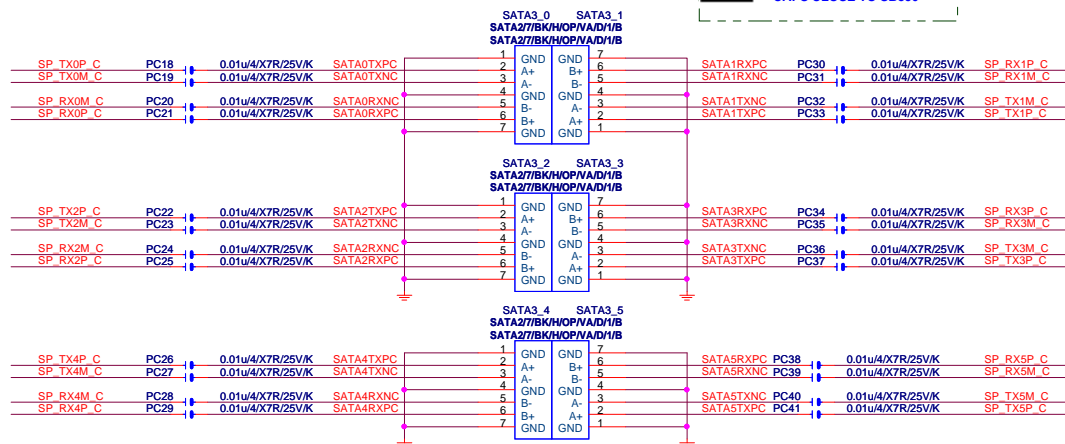 SATA3_0 SATA3_1
SATA2/7/BK/H/OP/VA/D/1/B
SATA2/7/BK/H/OP/VA/D/1/B
1 GND GND 7
SP_TX0P_C PC18 0.01u/4/X7R/25V/K SATA0TXPC 2 A+ B+ 6 SATA1RXPC PC30 0.01u/4/X7R/25V/K SP_RX1P_C
SP_TX0M_C PC19 0.01u/4/X7R/25V/K SATA0TXNC 3 A- B- 5 SATA1RXNC PC31 0.01u/4/X7R/25V/K SP_RX1M_C
4 GND GND 4
SP_RX0M_C PC20 0.01u/4/X7R/25V/K SATA0RXNC 5 B- A- 3 SATA1TXNC PC32 0.01u/4/X7R/25V/K SP_TX1M_C
SP_RX0P_C PC21 0.01u/4/X7R/25V/K SATA0RXPC 6 B+ A+ 2 SATA1TXPC PC33 0.01u/4/X7R/25V/K SP_TX1P_C
7 GND GND 1
SATA3_2 SATA3_3
SATA2/7/BK/H/OP/VA/D/1/B
SATA2/7/BK/H/OP/VA/D/1/B
1 GND GND 7
SP_TX2P_C PC22 0.01u/4/X7R/25V/K SATA2TXPC 2 A+ B+ 6 SATA3RXPC PC34 0.01u/4/X7R/25V/K SP_RX3P_C
SP_TX2M_C PC23 0.01u/4/X7R/25V/K SATA2TXNC 3 A- B- 5 SATA3RXNC PC35 0.01u/4/X7R/25V/K SP_RX3M_C
4 GND GND 4
SP_RX2M_C PC24 0.01u/4/X7R/25V/K SATA2RXNC 5 B- A- 3 SATA3TXNC PC36 0.01u/4/X7R/25V/K SP_TX3M_C
SP_RX2P_C PC25 0.01u/4/X7R/25V/K SATA2RXPC 6 B+ A+ 2 SATA3TXPC PC37 0.01u/4/X7R/25V/K SP_TX3P_C
7 GND GND 1
SATA3_4 SATA3_5
SATA2/7/BK/H/OP/VA/D/1/B
SATA2/7/BK/H/OP/VA/D/1/B
1 GND GND 7
SP_TX4P_C PC26 0.01u/4/X7R/25V/K SATA4TXPC 2 A+ B+ 6 SATA5RXPC PC38 0.01u/4/X7R/25V/K SP_RX5P_C
SP_TX4M_C PC27 0.01u/4/X7R/25V/K SATA4TXNC 3 A- B- 5 SATA5RXNC PC39 0.01u/4/X7R/25V/K SP_RX5M_C
4 GND GND 4
SP_RX4M_C PC28 0.01u/4/X7R/25V/K SATA4RXNC 5 B- A- 3 SATA5TXNC PC40 0.01u/4/X7R/25V/K SP_TX5M_C
SP_RX4P_C PC29 0.01u/4/X7R/25V/K SATA4RXPC 6 B+ A+ 2 SATA5TXPC PC41 0.01u/4/X7R/25V/K SP_TX5P_C
7 GND GND 1